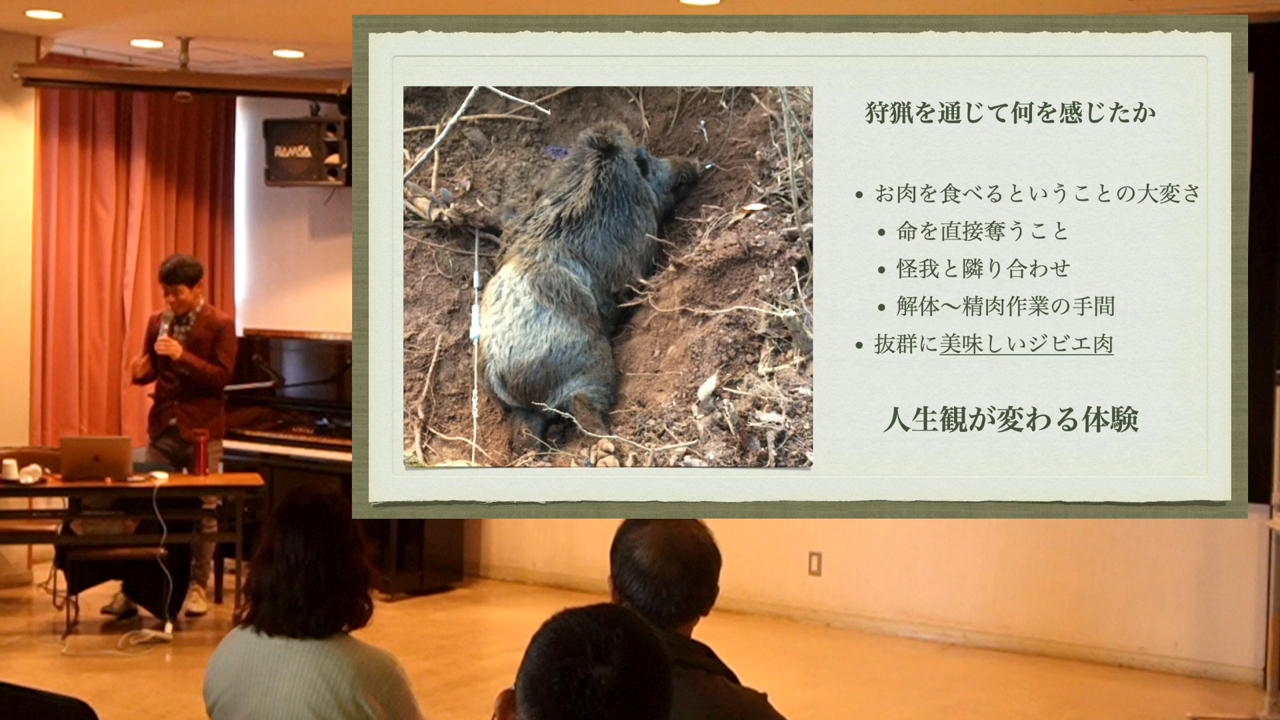 RAMSA
狩猟を通じて何を感じたか
• お肉を食べるということの大変さ
• 命を直接奪うこと
• 怪我と隣り合わせ
• 解体〜精肉作業の手間
• 抜群に美味しいジビエ肉
人生観が変わる体験